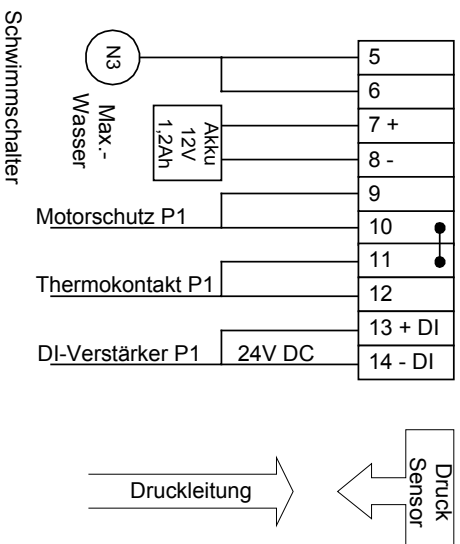 Schwimmschalter
N3
Max.-
Wasser
Akku
12V
1,2Ah
5
6
7 +
8 -
9
Motorschutz P1
10
11
Thermokontakt P1
12
13 + DI
DI-Verstärker P1
24V DC
14 - DI
Druckleitung
Druck
Sensor